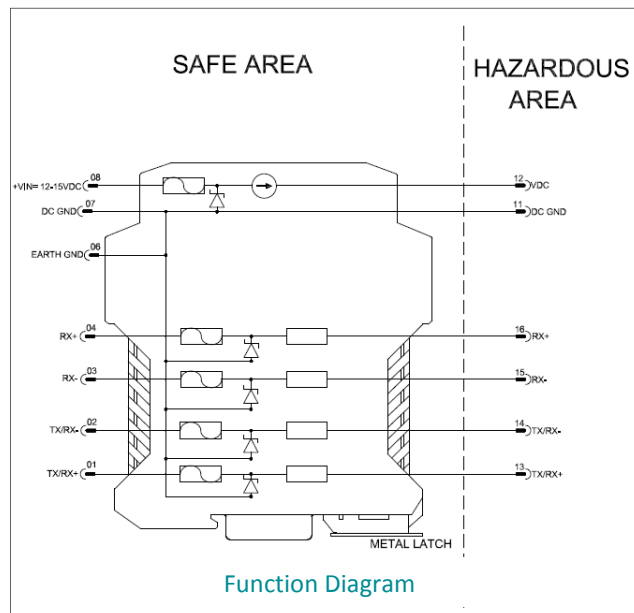 SAFE AREA
HAZARDOUS
AREA
+VIN= 12-15VDC 08
12 VDC
DC GND 07
11 DC GND
EARTH GND 06
RX+ 04
16 RX+
RX- 03
15 RX-
TX/RX- 02
14 TX/RX-
TX/RX+ 01
13 TX/RX+
METAL LATCH
Function Diagram